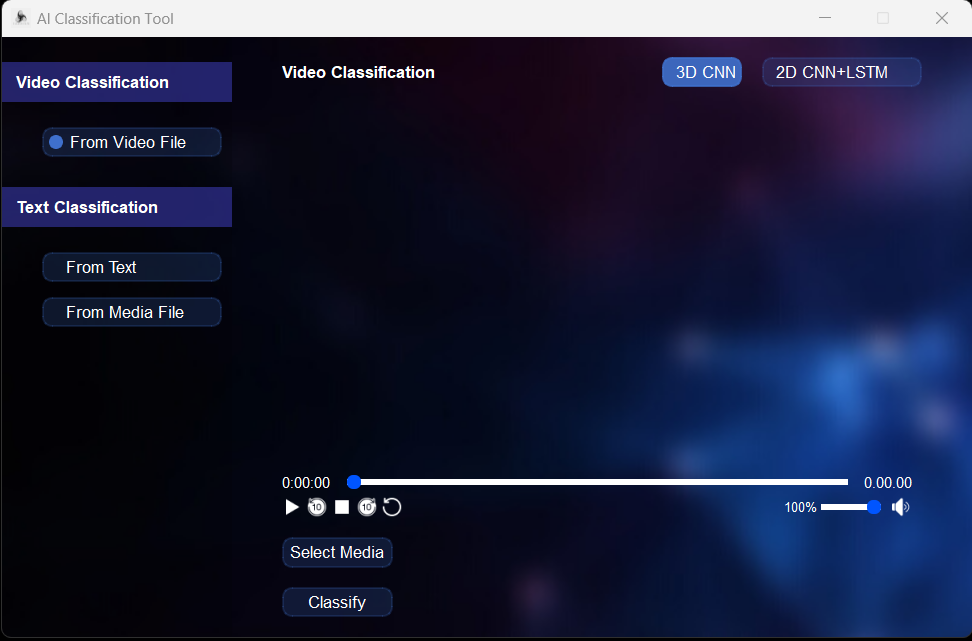 AI Classification Tool
Video Classification
From Video File
Text Classification
From Text
From Media File
Video Classification
3D CNN
2D CNN+LSTM
0:00:00
0.00.00
10
10
100%
Select Media
Classify